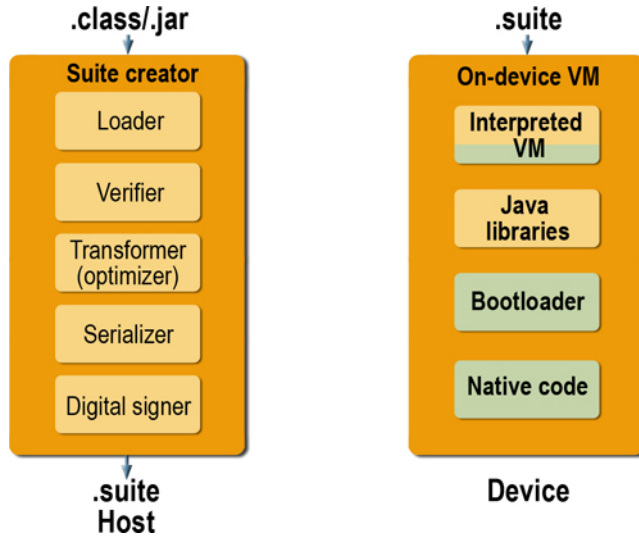 .class/.jar
Suite creator
Loader
Verifier
Transformer
(optimizer)
Serializer
Digital signer
.suite
Host
.suite
On-device VM
Interpreted
VM
Java
libraries
Bootloader
Native code
Device